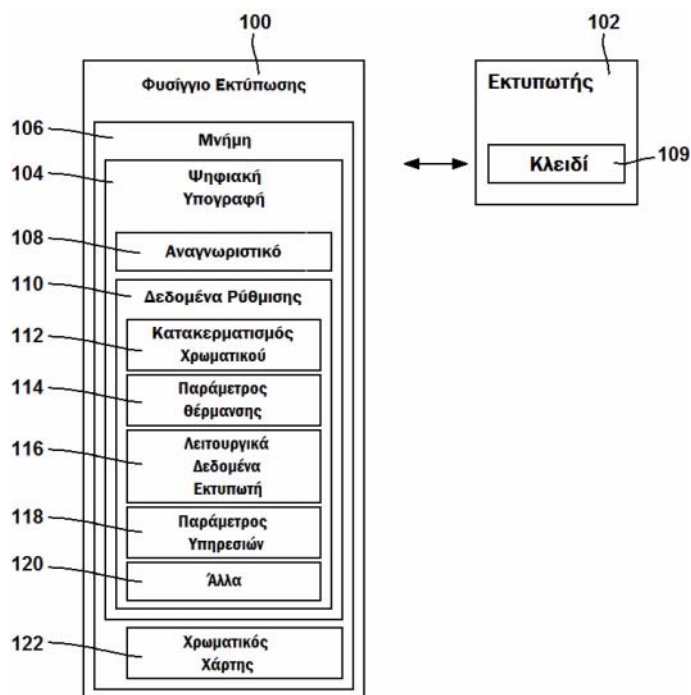 100
102
Φυσίγγιο Εκτύπωσης
Εκτυπωτής
106
Μνήμη
104
Ψηφιακή
Υπογραφή
Κλειδί
109
108
Αναγνωριστικό
110
Δεδομένα Ρύθμισης
112
Κατακερματισμός
Χρωματικού
114
Παράμετρος
Θέρμανσης
116
Λειτουργικά
Δεδομένα
Εκτυπωτή
118
Παράμετρος
Υπηρεσιών
120
Άλλα
122
Χρωματικός
Χάρτης